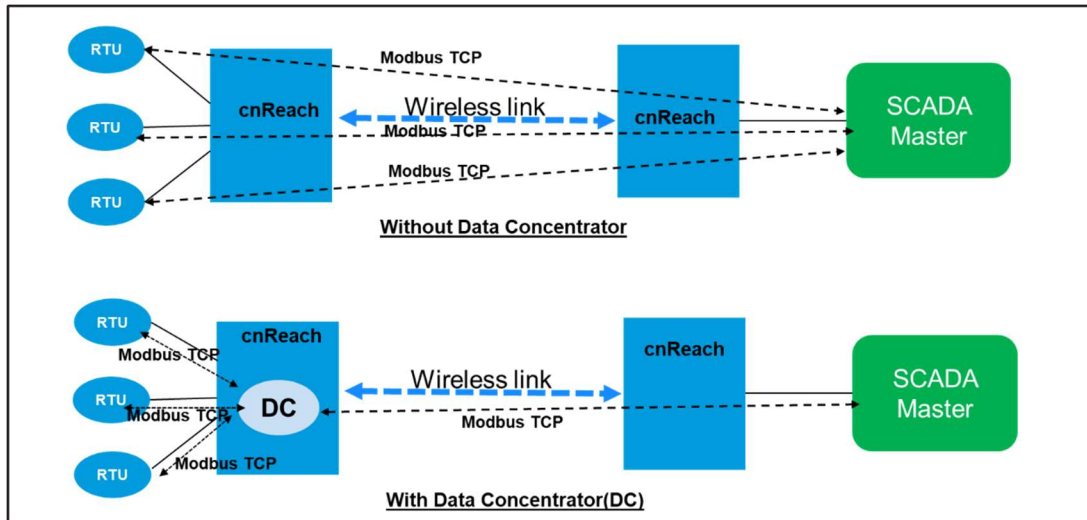 RTU
Modbus TCP
cnReach
Wireless link
cnReach
SCADA
Master
RTU
Modbus TCP
Modbus TCP
RTU
Without Data Concentrator
RTU
cnReach
cnReach
Modbus TCP
Wireless link
SCADA
Master
RTU
Modbus TCP
DC
Modbus TCP
Modbus TCP
RTU
With Data Concentrator(DC)